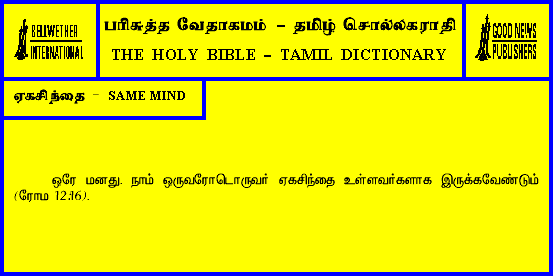 BELLWETHER
INTERNATIONAL
பரிசுத்த வேதாகமம் – தமிழ் சொல்லகராதி
THE HOLY BIBLE – TAMIL DICTIONARY
GOOD NEWS
PUBLISHERS
ஏகசிந்தை – SAME MIND
ஒரே மனது. நாம் ஒருவரோடொருவர் ஏகசிந்தை உள்ளவர்களாக இருக்கவேண்டும்
(ரோம 12:16).